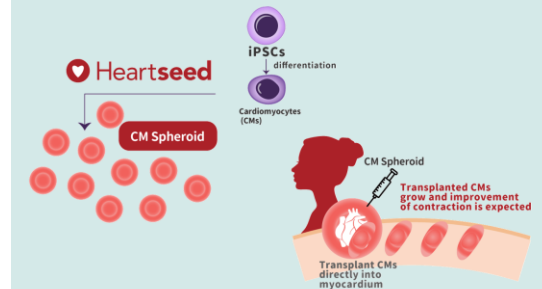 iPSCs
differentiation
Heartseed
Cardiomyocytes
(CMs)
CM Spheroid
CM Spheroid
Transplanted CMs
grow and improvement
of contraction is expected
Transplant CMs
directly into
myocardium